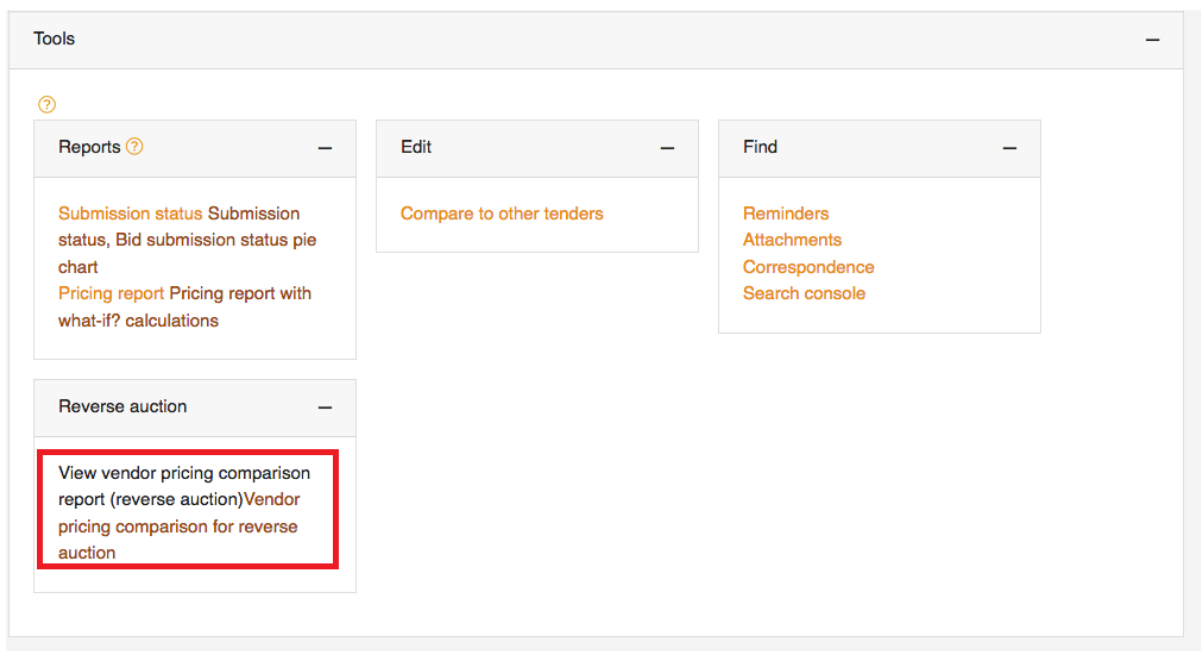 Tools
Reports
Submission status Submission
status, Bid submission status pie
chart
Pricing report Pricing report with
what-if? calculations
Edit
Compare to other tenders
Find
Reminders
Attachments
Correspondence
Search console
Reverse auction
View vendor pricing comparison
report (reverse auction)Vendor
pricing comparison for reverse
auction